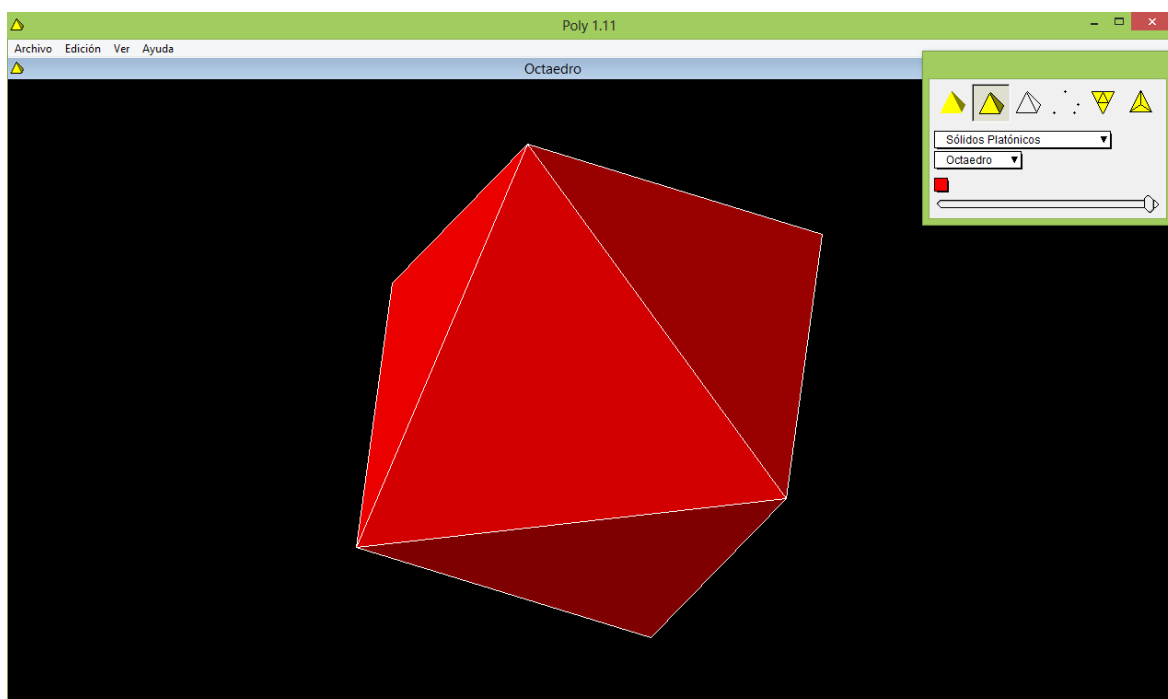 Poly 1.11
Archivo Edición Ver Ayuda
Octaedro
Sólidos Platónicos
Octaedro